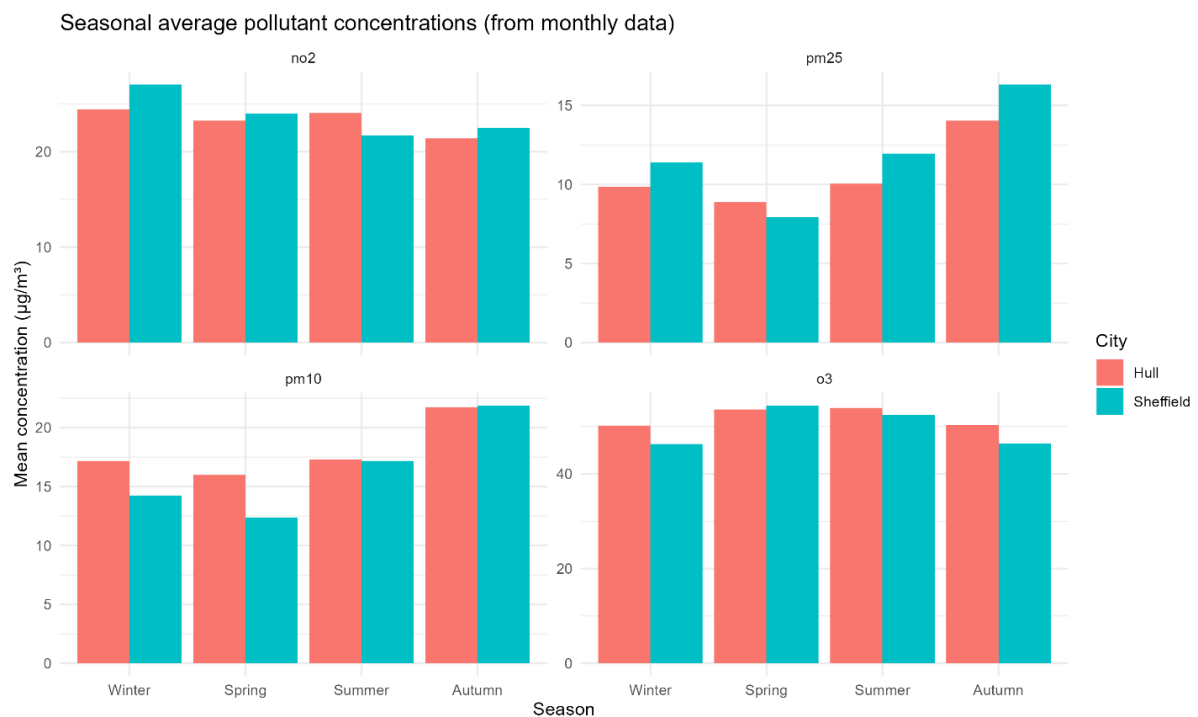 Seasonal average pollutant concentrations (from monthly data)
no2
pm25
20
10
0
15
10
5
0
Mean concentration (µg/m³)
pm10
o3
20
15
10
5
0
40
20
0
Winter
Spring
Summer
Autumn
Winter
Spring
Summer
Autumn
Season
City
Hull
Sheffield